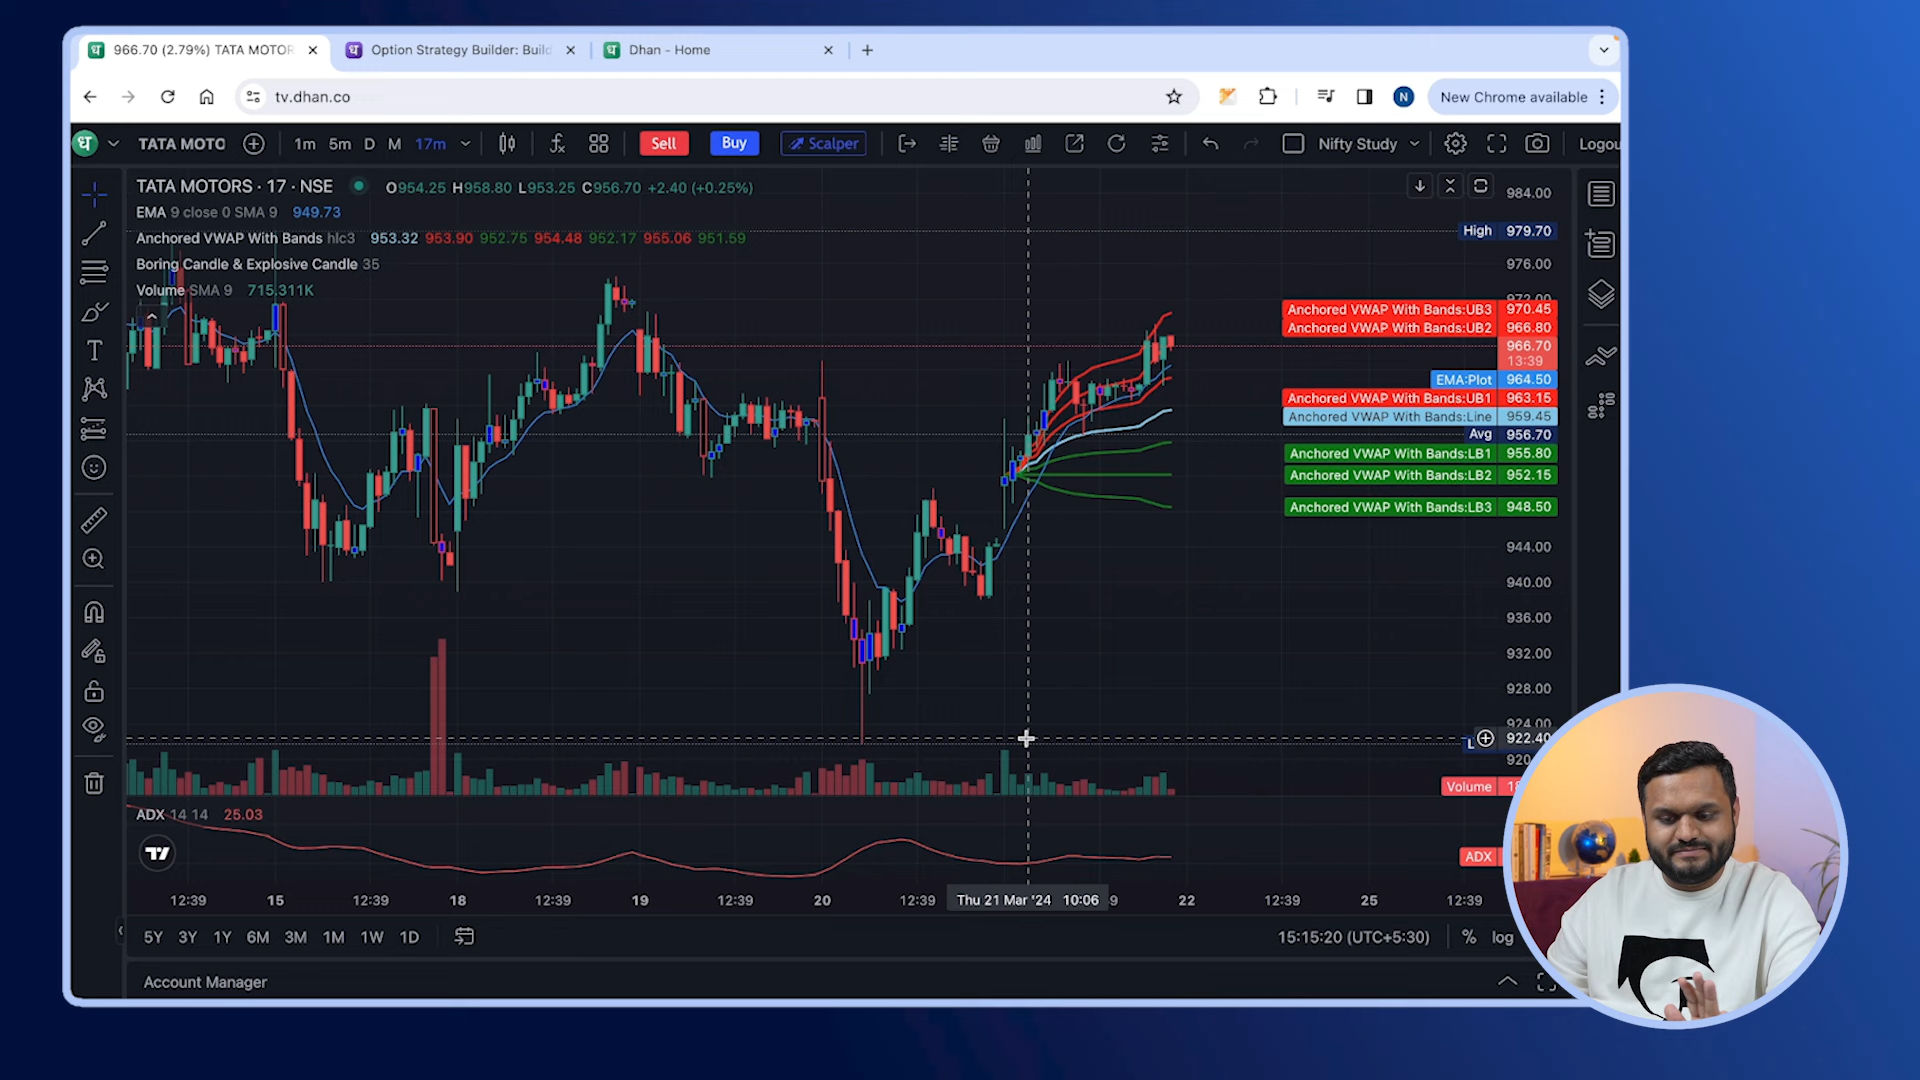 966.70 (2.79%) TATA MOTOR
Option Strategy Builder: Build
Dhan - Home
tv.dhan.co
N
New Chrome available
ध
TATA MOTO
1m 5m D M 17m
Sell
Buy
Scalper
Nifty Study
Logou
TATA MOTORS · 17 · NSE
O954.25 H958.80 L953.25 C956.70 +2.40 (+0.25%)
EMA 9 close 0 SMA 9 949.73
Anchored VWAP With Bands hlc3 953.32 953.90 952.75 954.48 952.17 955.06 951.59
Boring Candle & Explosive Candle 35
Volume SMA 9 715.311K
984.00
High 979.70
976.00
972.00
Anchored VWAP With Bands:UB3 970.45
Anchored VWAP With Bands:UB2 966.80
966.70
13:39
EMA:Plot 964.50
Anchored VWAP With Bands:UB1 963.15
Anchored VWAP With Bands:Line 959.45
Avg 956.70
Anchored VWAP With Bands:LB1 955.80
Anchored VWAP With Bands:LB2 952.15
Anchored VWAP With Bands:LB3 948.50
944.00
940.00
936.00
932.00
928.00
924.00
L 922.40
920
Volume
ADX 14 14 25.03
ADX
12:39 15 12:39 18 12:39 19 12:39 20 12:39 Thu 21 Mar '24 10:06 22 12:39 25 12:39
5Y 3Y 1Y 6M 3M 1M 1W 1D
15:15:20 (UTC+5:30) % log
Account Manager